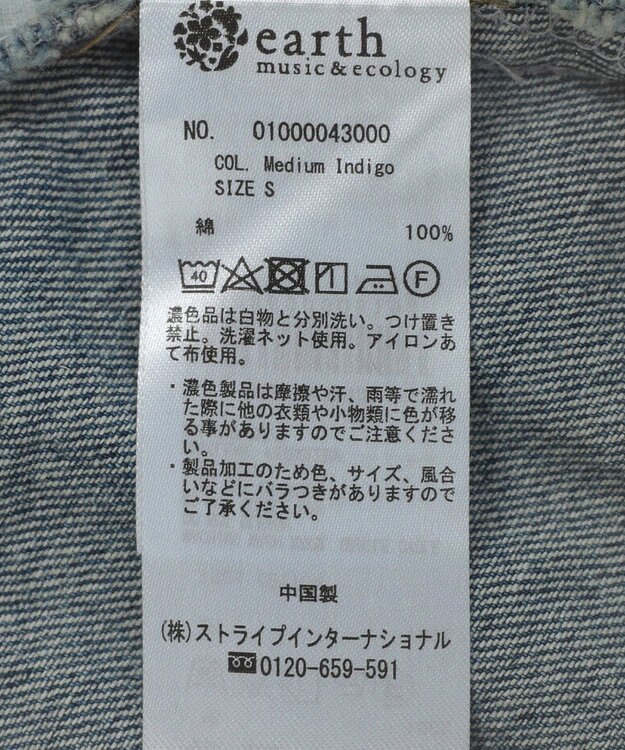 earth
music&ecology
NO. 01000043000
COL. Medium Indigo
SIZE S
綿 100%
40 F
濃色品は白物と分別洗い。つけ置き
禁止。洗濯ネット使用。アイロンあ
て布使用。
・濃色製品は摩擦や汗、雨等で濡れ
た際に他の衣類や小物類に色が移
る事がありますのでご注意くださ
い。
・製品加工のため色、サイズ、風合
いなどにバラつきがありますので
ご了承ください。
中国製
(株)ストライプインターナショナル
0120-659-591